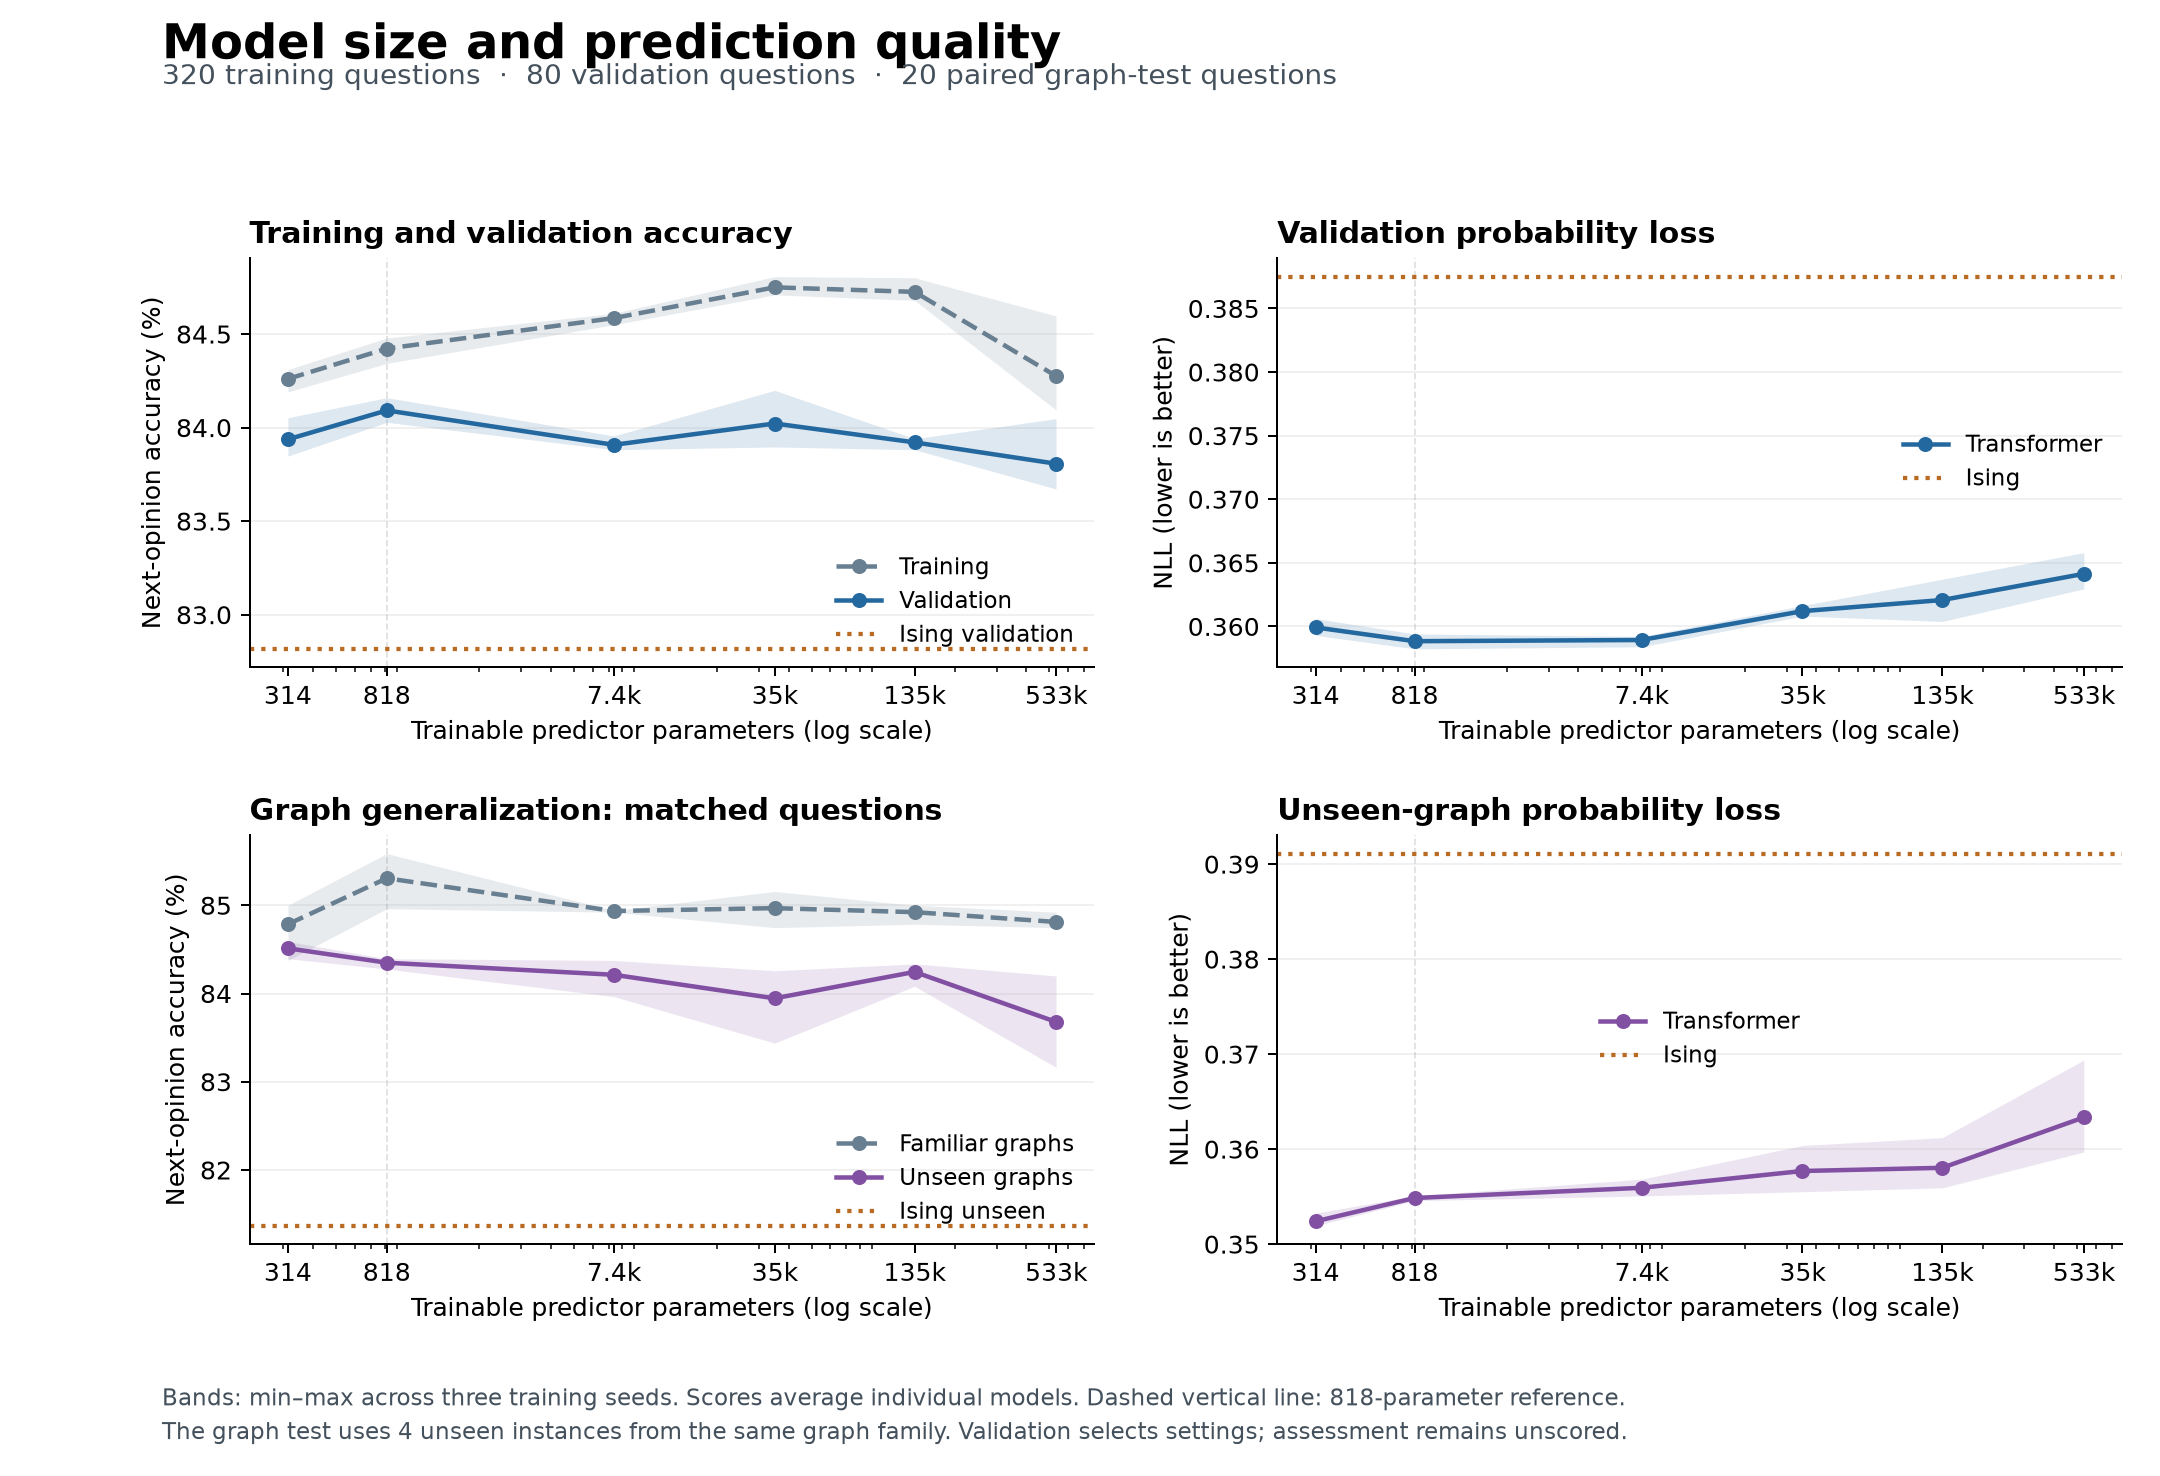 Model size and prediction quality
320 training questions · 80 validation questions · 20 paired graph-test questions
Training and validation accuracy
Next-opinion accuracy (%)
84.5
84.0
83.5
83.0
Training
Validation
Ising validation
314 818 7.4k 35k 135k 533k
Trainable predictor parameters (log scale)
Validation probability loss
NLL (lower is better)
0.385
0.380
0.375
0.370
0.365
0.360
Transformer
Ising
314 818 7.4k 35k 135k 533k
Trainable predictor parameters (log scale)
Graph generalization: matched questions
Next-opinion accuracy (%)
85
84
83
82
Familiar graphs
Unseen graphs
Ising unseen
314 818 7.4k 35k 135k 533k
Trainable predictor parameters (log scale)
Unseen-graph probability loss
NLL (lower is better)
0.39
0.38
0.37
0.36
0.35
Transformer
Ising
314 818 7.4k 35k 135k 533k
Trainable predictor parameters (log scale)
Bands: min–max across three training seeds. Scores average individual models. Dashed vertical line: 818-parameter reference.
The graph test uses 4 unseen instances from the same graph family. Validation selects settings; assessment remains unscored.